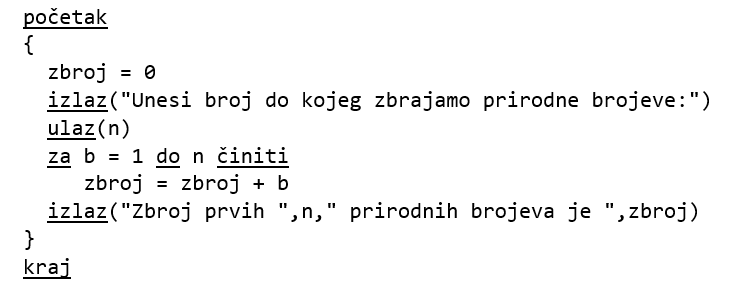 početak
{
zbroj = 0
izlaz("Unesi broj do kojeg zbrajamo prirodne brojeve:")
ulaz(n)
za b = 1 do n činiti
zbroj = zbroj + b
izlaz("Zbroj prvih ",n," prirodnih brojeva je ",zbroj)
}
kraj